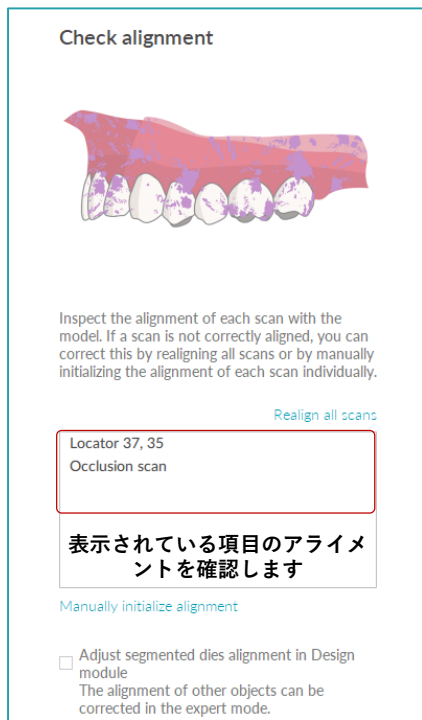 Check alignment
Inspect the alignment of each scan with the
model. If a scan is not correctly aligned, you can
correct this by realigning all scans or by manually
initializing the alignment of each scan individually.
Realign all scans
Locator 37, 35
Occlusion scan
表示されている項目のアライメ
ントを確認します
Manually initialize alignment
Adjust segmented dies alignment in Design
module
The alignment of other objects can be
corrected in the expert mode.